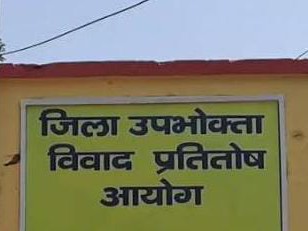 जिला उपभोक्ता
विवाद प्रतितोष
आयोग